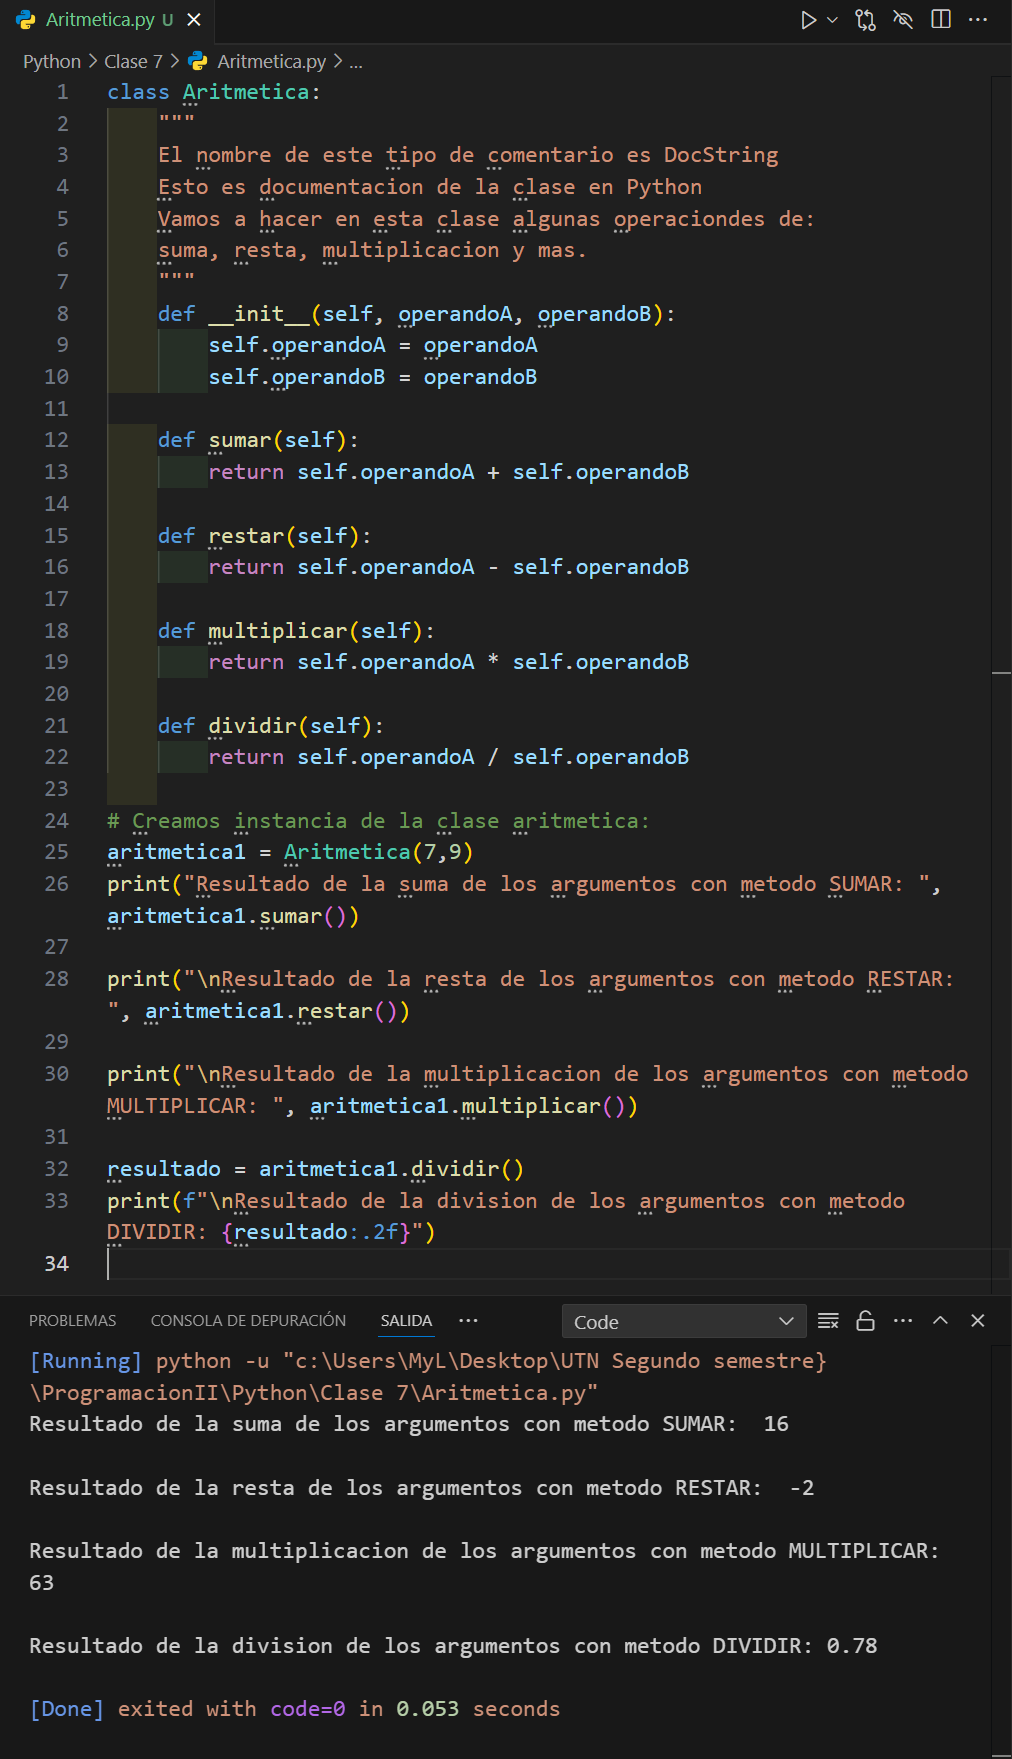 Aritmetica.py U
Python > Clase 7 > Aritmetica.py > ...
1 class Aritmetica:
2     """
3     El nombre de este tipo de comentario es DocString
4     Esto es documentacion de la clase en Python
5     Vamos a hacer en esta clase algunas operaciondes de:
6     suma, resta, multiplicacion y mas.
7     """
8     def __init__(self, operandoA, operandoB):
9         self.operandoA = operandoA
10         self.operandoB = operandoB
11
12     def sumar(self):
13         return self.operandoA + self.operandoB
14
15     def restar(self):
16         return self.operandoA - self.operandoB
17
18     def multiplicar(self):
19         return self.operandoA * self.operandoB
20
21     def dividir(self):
22         return self.operandoA / self.operandoB
23
24 # Creamos instancia de la clase aritmetica:
25 aritmetica1 = Aritmetica(7,9)
26 print("Resultado de la suma de los argumentos con metodo SUMAR: ",
aritmetica1.sumar())
27
28 print("\nResultado de la resta de los argumentos con metodo RESTAR:
", aritmetica1.restar())
29
30 print("\nResultado de la multiplicacion de los argumentos con metodo
MULTIPLICAR: ", aritmetica1.multiplicar())
31
32 resultado = aritmetica1.dividir()
33 print(f"\nResultado de la division de los argumentos con metodo
DIVIDIR: {resultado:.2f}")
34
PROBLEMAS CONSOLA DE DEPURACIÓN SALIDA ··· Code
[Running] python -u "c:\Users\MyL\Desktop\UTN Segundo semestre}
\ProgramacionII\Python\Clase 7\Aritmetica.py"
Resultado de la suma de los argumentos con metodo SUMAR:  16
Resultado de la resta de los argumentos con metodo RESTAR:  -2
Resultado de la multiplicacion de los argumentos con metodo MULTIPLICAR:
63
Resultado de la division de los argumentos con metodo DIVIDIR: 0.78
[Done] exited with code=0 in 0.053 seconds